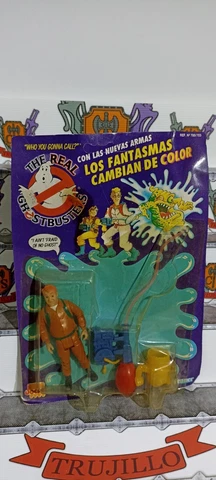 "WHO YOU GONNA CALL?"
CON LAS NUEVAS ARMAS
LOS FANTASMAS
CAMBIAN DE COLOR
THE REAL
GHOSTBUSTERS
"I AIN'T FRAID
OF NO GHOST"
TRUJILLO